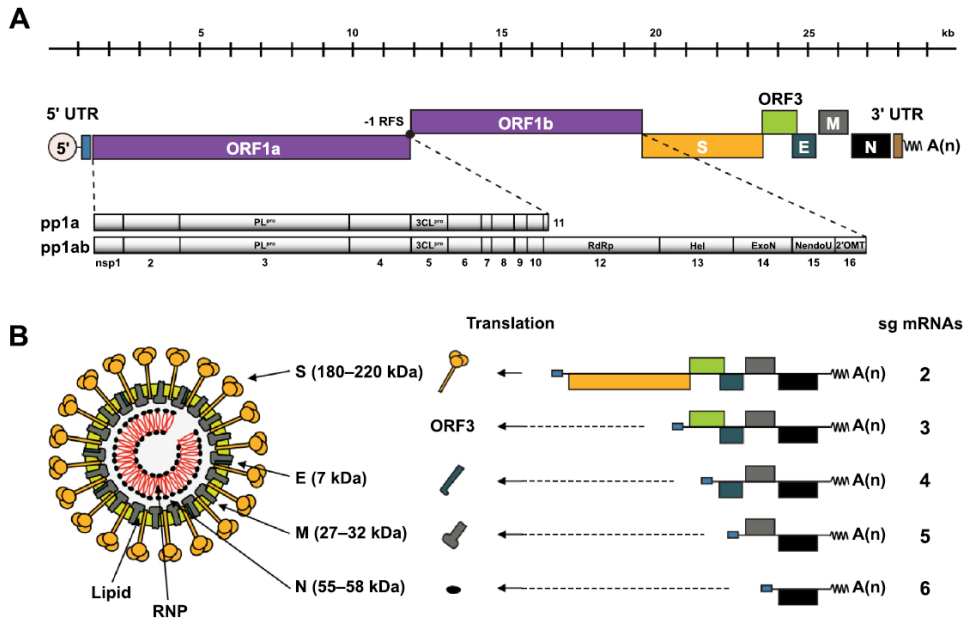 A
5 10 15 20 25 kb
5' UTR -1 RFS ORF3 3' UTR
ORF1b M
5' ORF1a S E N A(n)
pp1a PLpro 3CLpro 11
pp1ab PLpro 3CLpro RdRp Hel ExoN NendoU 2'OMT
nsp1 2 3 4 5 6 7 8 9 10 12 13 14 15 16
B
Translation sg mRNAs
S (180–220 kDa) A(n) 2
ORF3 A(n) 3
E (7 kDa) A(n) 4
M (27–32 kDa) A(n) 5
N (55–58 kDa) A(n) 6
Lipid
RNP